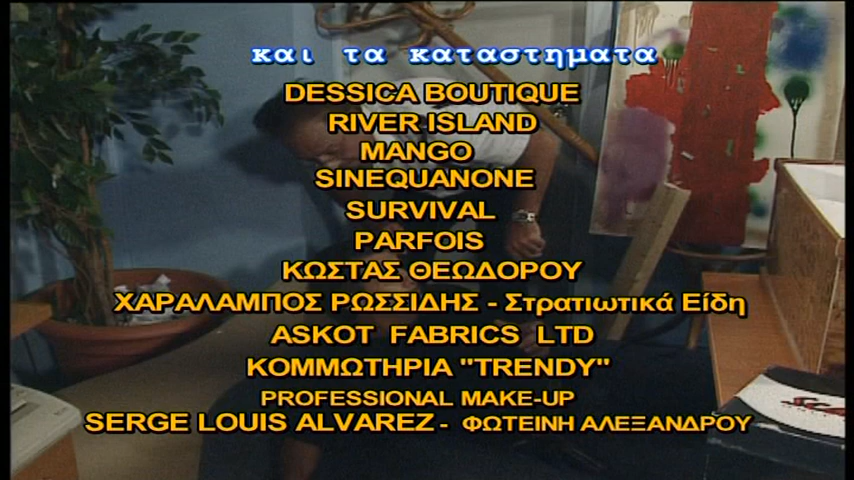 και τα καταστηματα
DESSICA BOUTIQUE
RIVER ISLAND
MANGO
SINEQUANONE
SURVIVAL
PARFOIS
ΚΩΣΤΑΣ ΘΕΩΔΟΡΟΥ
ΧΑΡΑΛΑΜΠΟΣ ΡΩΣΣΙΔΗΣ - Στρατιωτικά Είδη
ASKOT FABRICS LTD
ΚΟΜΜΩΤΗΡΙΑ "TRENDY"
PROFESSIONAL MAKE-UP
SERGE LOUIS ALVAREZ - ΦΩΤΕΙΝΗ ΑΛΕΞΑΝΔΡΟΥ